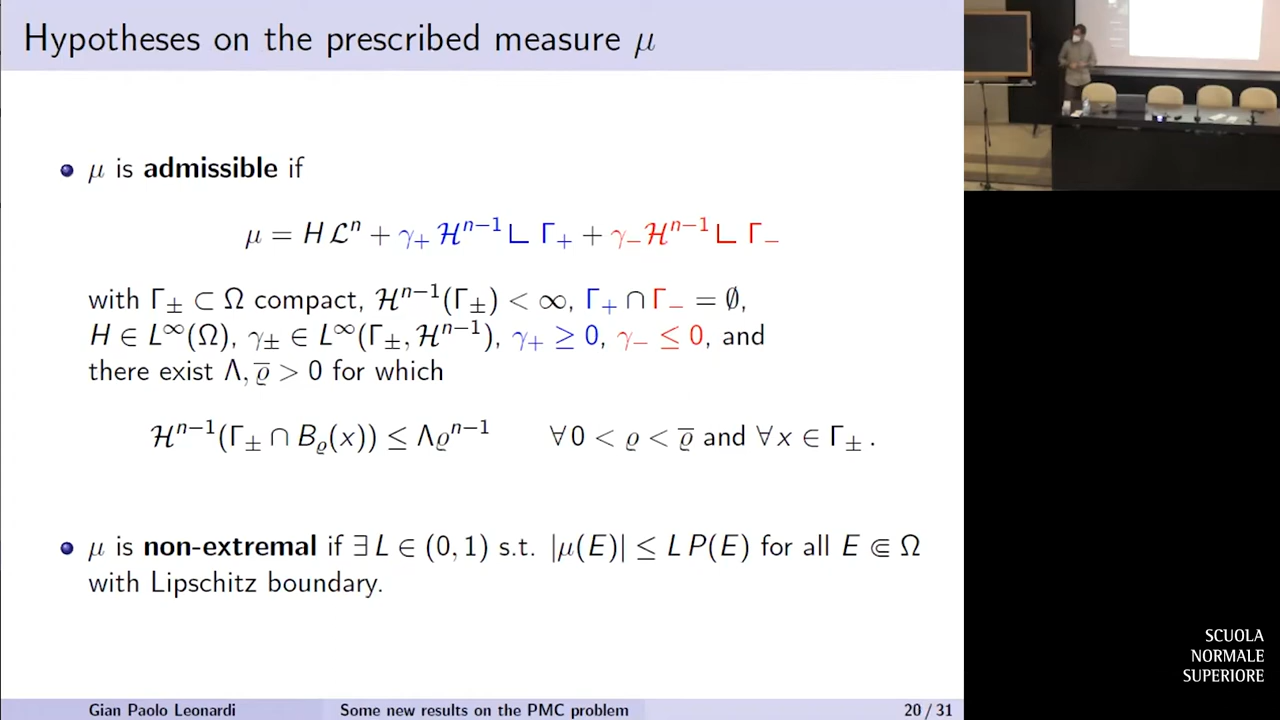 Hypotheses on the prescribed measure μ
μ is admissible if
μ = H ℒⁿ + γ₊ ℋⁿ⁻¹ ∟ Γ₊ + γ₋ ℋⁿ⁻¹ ∟ Γ₋
with Γ± ⊂ Ω compact, ℋⁿ⁻¹(Γ±) < ∞, Γ₊ ∩ Γ₋ = ∅,
H ∈ L^∞(Ω), γ± ∈ L^∞(Γ±, ℋⁿ⁻¹), γ₊ ≥ 0, γ₋ ≤ 0, and
there exist Λ, ϱ̅ > 0 for which
ℋⁿ⁻¹(Γ± ∩ B_ϱ(x)) ≤ Λϱⁿ⁻¹ ∀ 0 < ϱ < ϱ̅ and ∀ x ∈ Γ± .
μ is non-extremal if ∃ L ∈ (0, 1) s.t. |μ(E)| ≤ L P(E) for all E ⋐ Ω
with Lipschitz boundary.
Gian Paolo Leonardi Some new results on the PMC problem 20 / 31
SCUOLA
NORMALE
SUPERIORE